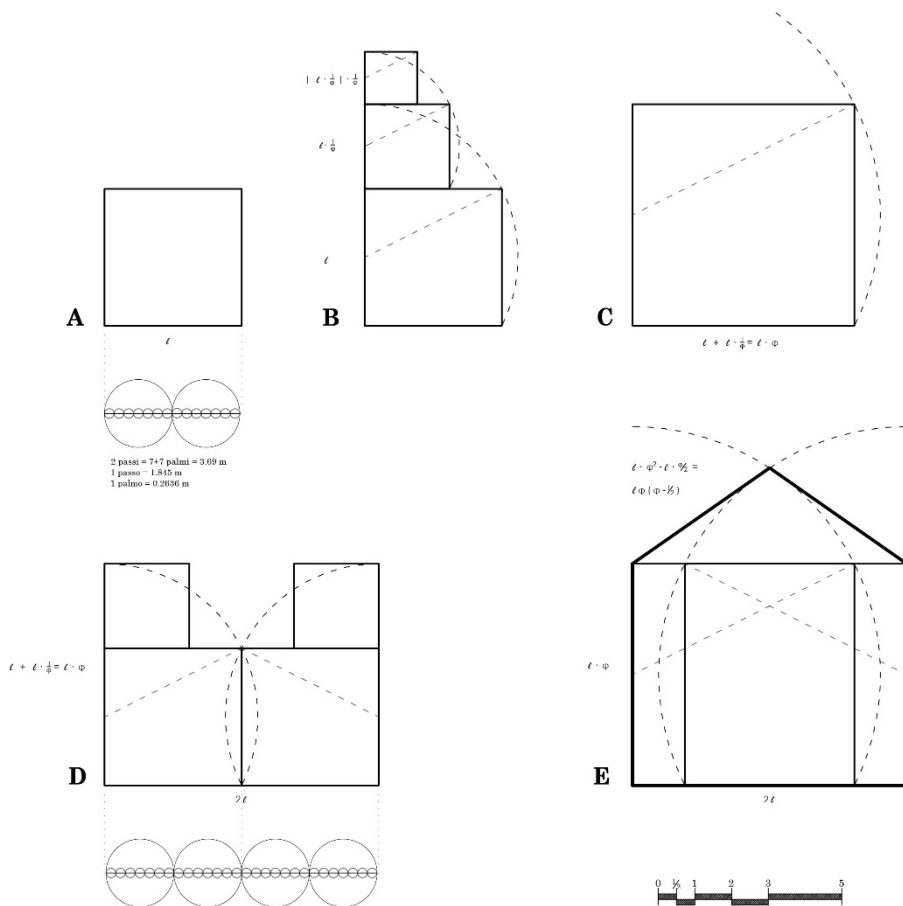 | ℓ · 1/φ | · 1/φ
ℓ · 1/φ
ℓ
A
B
C
ℓ
ℓ + ℓ · 1/φ = ℓ · φ
2 passi = 7+7 palmi = 3.69 m
1 passo = 1.845 m
1 palmo = 0.2636 m
ℓ · φ² - ℓ · φ/2 =
ℓ φ ( φ - ½ )
ℓ + ℓ · 1/φ = ℓ · φ
ℓ · φ
D
E
2ℓ
2ℓ
0 ½ 1 2 3 5